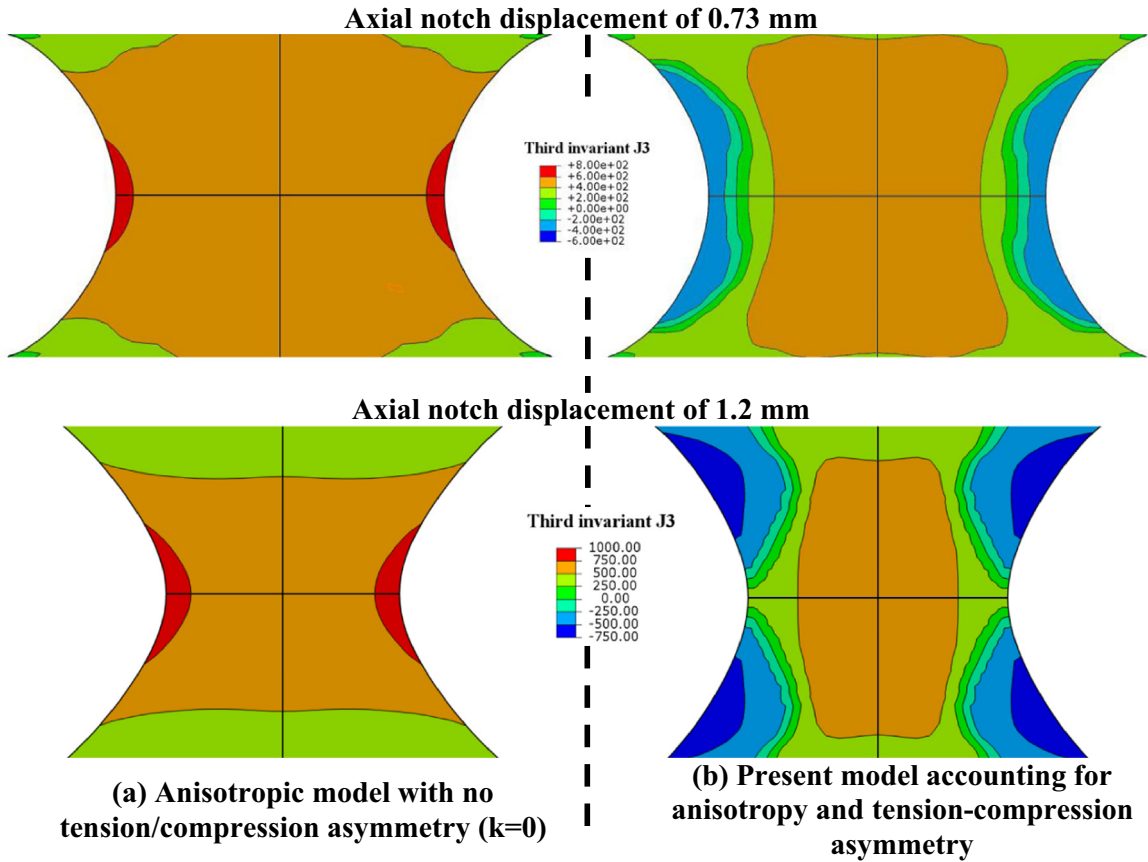 Axial notch displacement of 0.73 mm
Third invariant J3
+8.00e+02
+6.00e+02
+4.00e+02
+2.00e+02
+0.00e+00
-2.00e+02
-4.00e+02
-6.00e+02
Axial notch displacement of 1.2 mm
Third invariant J3
1000.00
750.00
500.00
250.00
0.00
-250.00
-500.00
-750.00
(a) Anisotropic model with no
tension/compression asymmetry (k=0)
(b) Present model accounting for
anisotropy and tension-compression
asymmetry